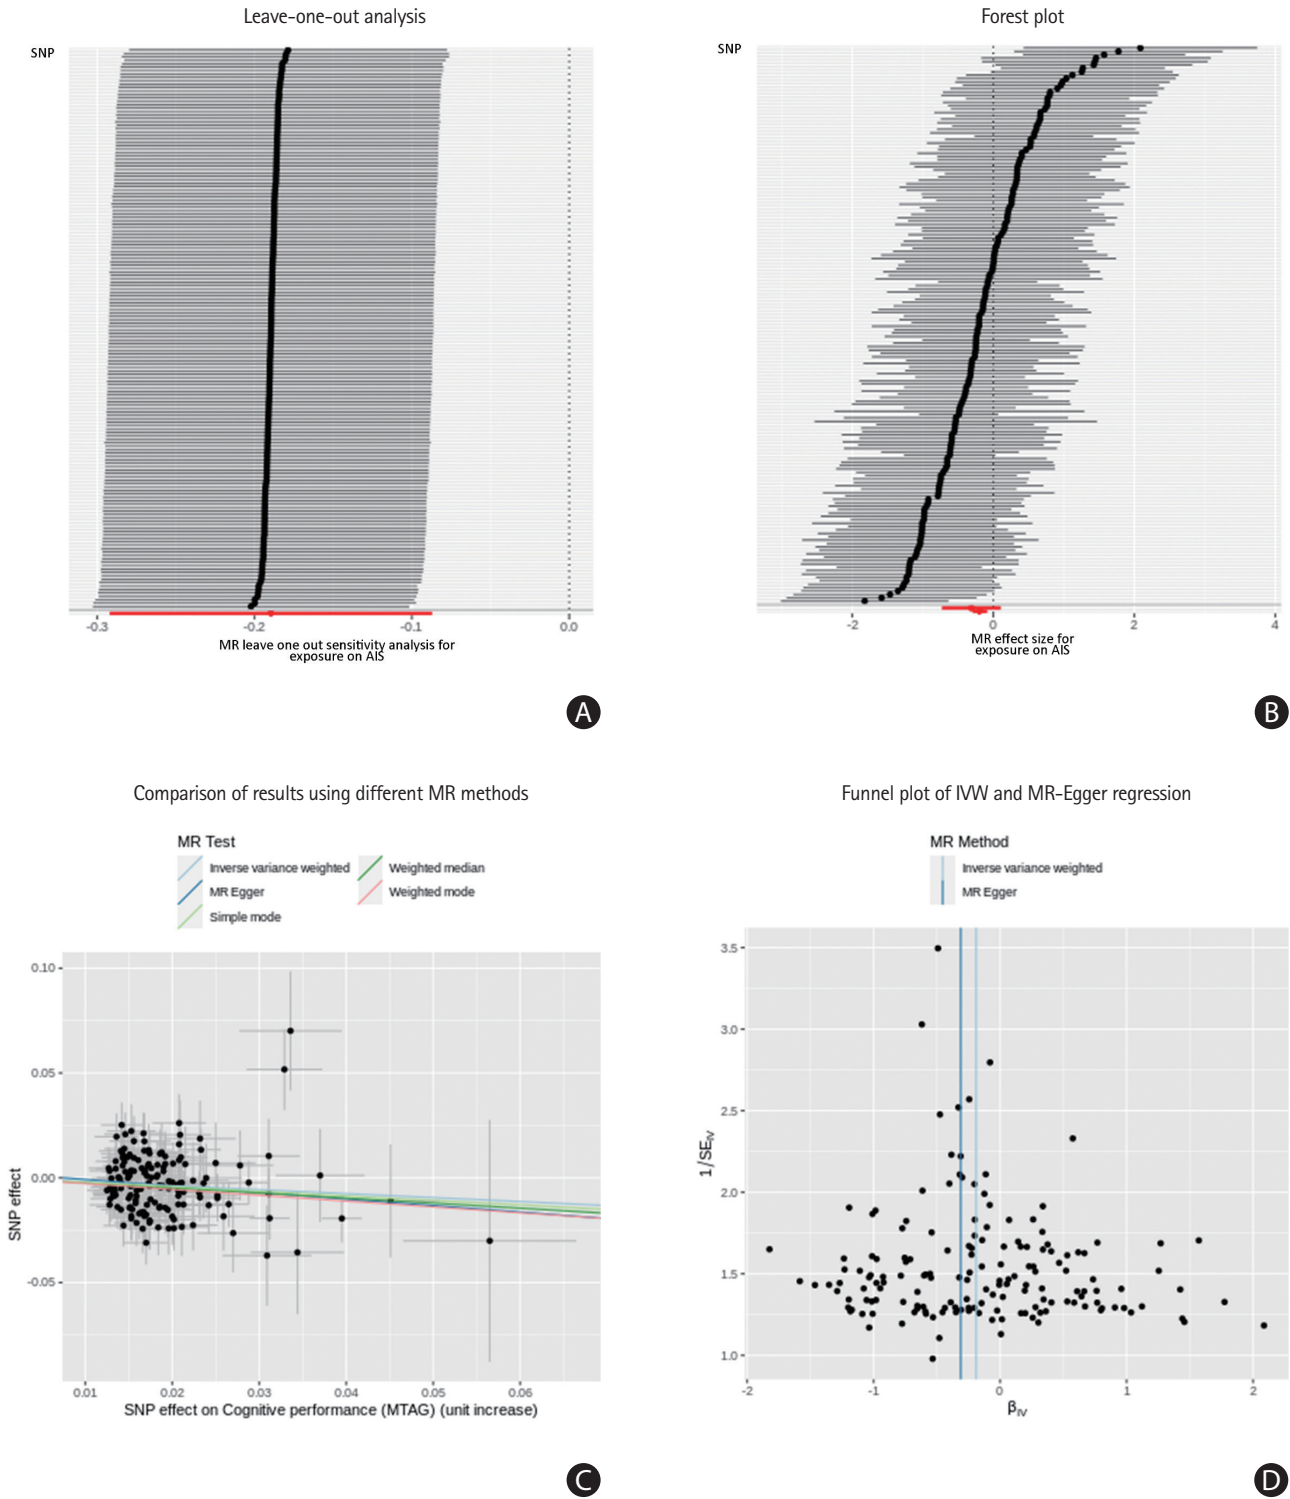 Leave-one-out analysis
SNP
-0.3 -0.2 -0.1 0.0
MR leave one out sensitivity analysis for
exposure on AIS
A
Forest plot
SNP
-2 0 2 4
MR effect size for
exposure on AIS
B
Comparison of results using different MR methods
MR Test
Inverse variance weighted Weighted median
MR Egger Weighted mode
Simple mode
0.10
0.05
0.00
-0.05
SNP effect
0.01 0.02 0.03 0.04 0.05 0.06
SNP effect on Cognitive performance (MTAG) (unit increase)
C
Funnel plot of IVW and MR-Egger regression
MR Method
Inverse variance weighted
MR Egger
3.5
3.0
2.5
2.0
1.5
1.0
1/SE_IV
-2 -1 0 1 2
β_IV
D